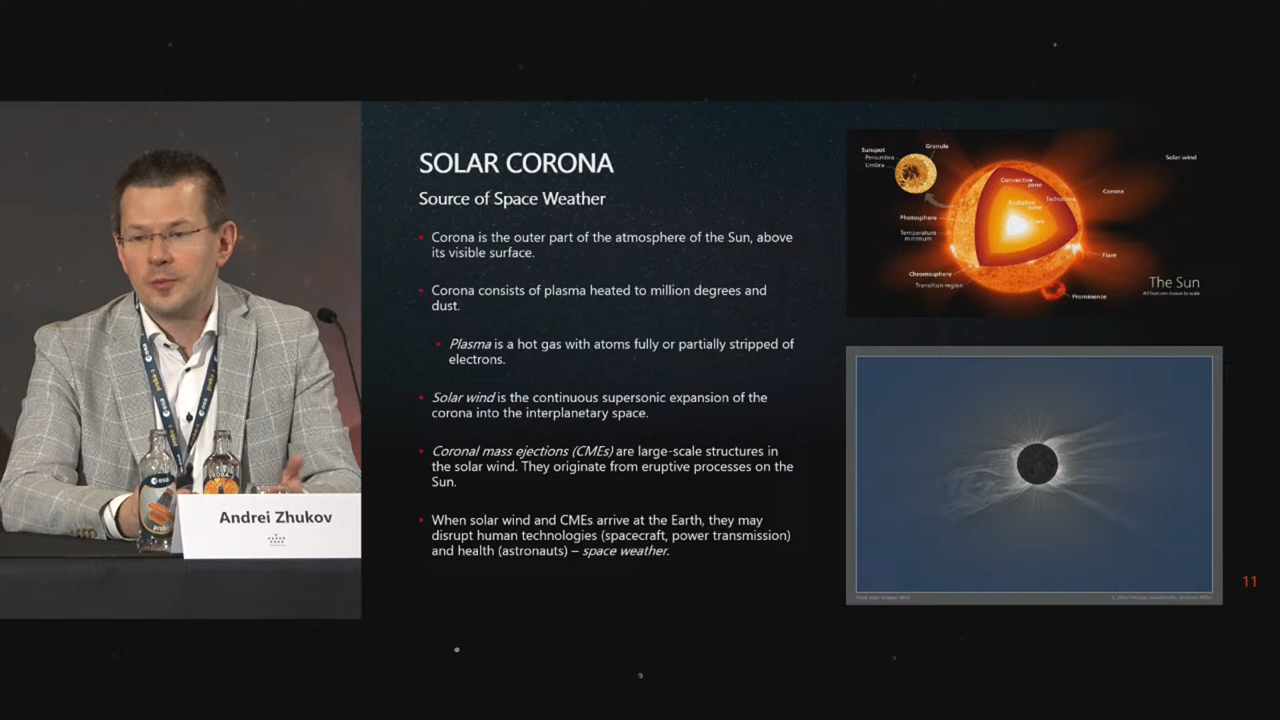 SOLAR CORONA
Source of Space Weather
Corona is the outer part of the atmosphere of the Sun, above
its visible surface.
Corona consists of plasma heated to million degrees and
dust.
Plasma is a hot gas with atoms fully or partially stripped of
electrons.
Solar wind is the continuous supersonic expansion of the
corona into the interplanetary space.
Coronal mass ejections (CMEs) are large-scale structures in
the solar wind. They originate from eruptive processes on the
Sun.
When solar wind and CMEs arrive at the Earth, they may
disrupt human technologies (spacecraft, power transmission)
and health (astronauts) – space weather.
Sunspot
Penumbra
Umbra
Granule
Solar wind
Convective
zone
Corona
Radiative
zone
Core
Photosphere
Temperature
minimum
Flare
Chromosphere
Transition region
Prominence
The Sun
11
Andrei Zhukov
esa
esa
esa
PROBA-3